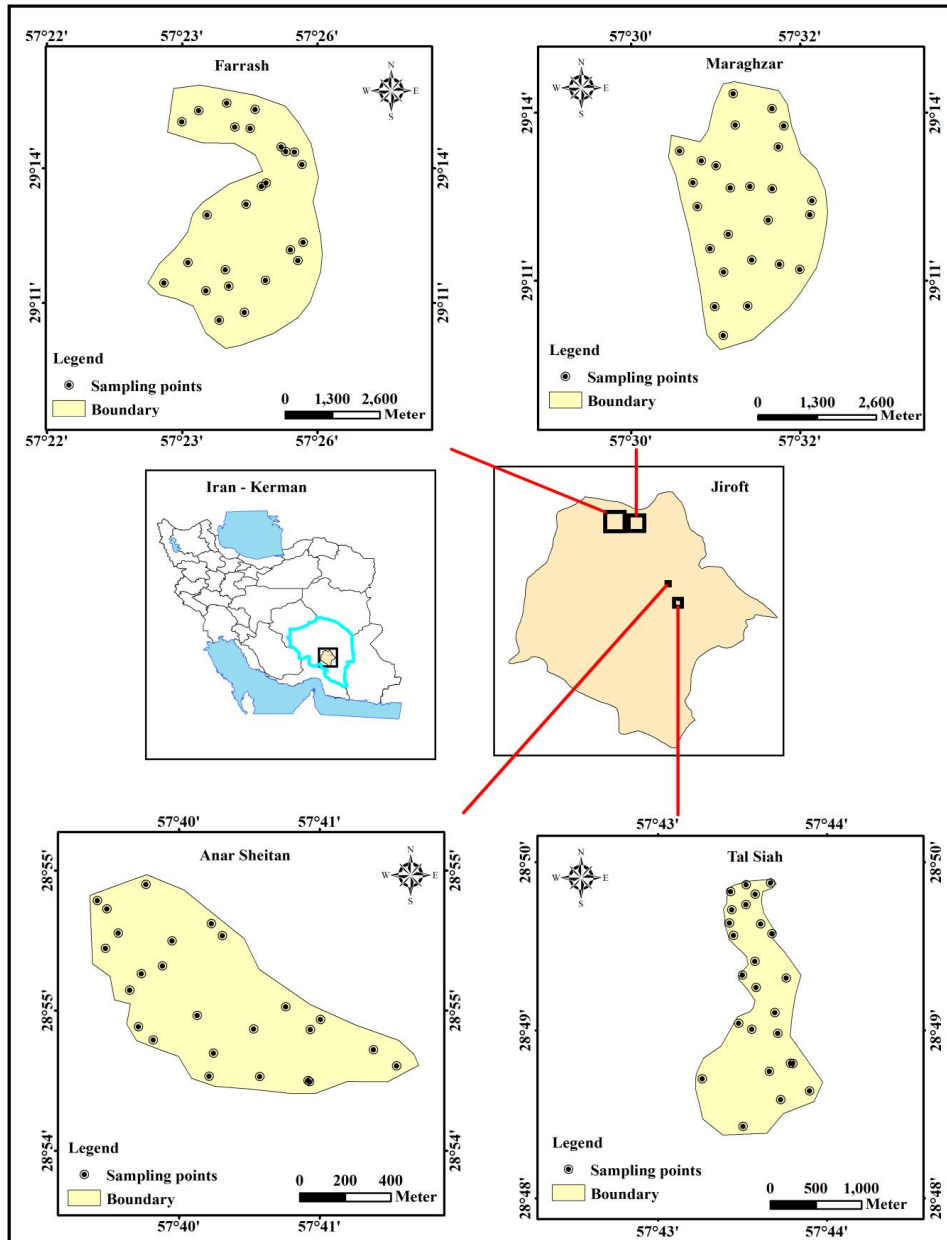 57°22' 57°23' 57°26'
Farrash
N
W E
S
29°14' 29°14'
29°11' 29°11'
Legend
Sampling points
Boundary
0 1,300 2,600
Meter
57°22' 57°23' 57°26'
57°30' 57°32'
Maraghzar
N
W E
S
29°14' 29°14'
29°11' 29°11'
Legend
Sampling points
Boundary
0 1,300 2,600
Meter
57°30' 57°32'
Iran - Kerman
Jiroft
57°40' 57°41'
Anar Sheitan
N
W E
S
28°55' 28°55'
28°55' 28°55'
28°54' 28°54'
Legend
Sampling points
Boundary
0 200 400
Meter
57°40' 57°41'
57°43' 57°44'
Tal Siah
N
W E
S
28°50' 28°50'
28°49' 28°49'
28°48' 28°48'
Legend
Sampling points
Boundary
0 500 1,000
Meter
57°43' 57°44'